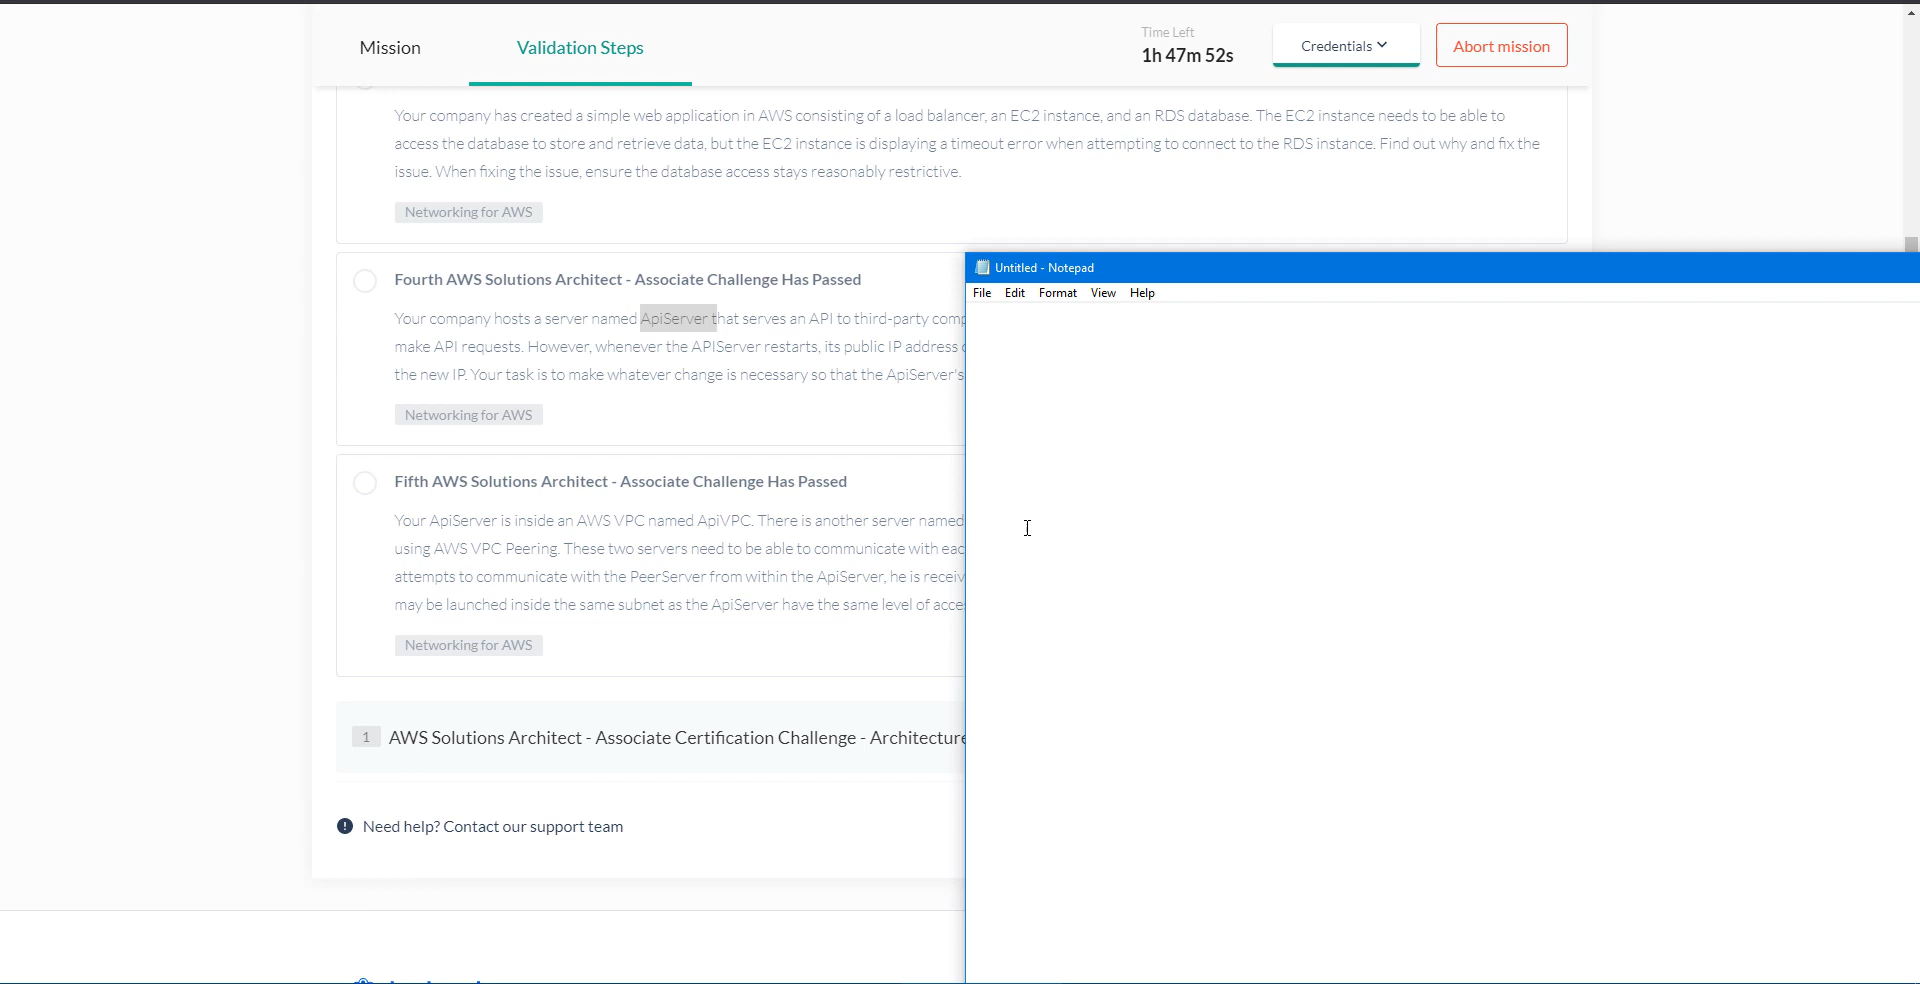 Mission
Validation Steps
Time Left
1h 47m 52s
Credentials
Abort mission
Your company has created a simple web application in AWS consisting of a load balancer, an EC2 instance, and an RDS database. The EC2 instance needs to be able to
access the database to store and retrieve data, but the EC2 instance is displaying a timeout error when attempting to connect to the RDS instance. Find out why and fix the
issue. When fixing the issue, ensure the database access stays reasonably restrictive.
Networking for AWS
Fourth AWS Solutions Architect - Associate Challenge Has Passed
Your company hosts a server named ApiServer that serves an API to third-party comp
make API requests. However, whenever the APIServer restarts, its public IP address
the new IP. Your task is to make whatever change is necessary so that the ApiServer's
Networking for AWS
Fifth AWS Solutions Architect - Associate Challenge Has Passed
Your ApiServer is inside an AWS VPC named ApiVPC. There is another server named
using AWS VPC Peering. These two servers need to be able to communicate with eac
attempts to communicate with the PeerServer from within the ApiServer, he is receiv
may be launched inside the same subnet as the ApiServer have the same level of acce
Networking for AWS
1 AWS Solutions Architect - Associate Certification Challenge - Architecture
Need help? Contact our support team
Untitled - Notepad
File Edit Format View Help